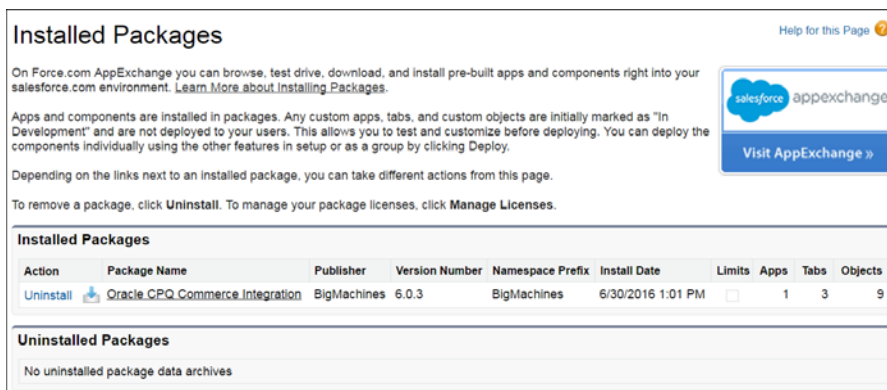 Installed Packages
Help for this Page
On Force.com AppExchange you can browse, test drive, download, and install pre-built apps and components right into your
salesforce.com environment. Learn More about Installing Packages.
Apps and components are installed in packages. Any custom apps, tabs, and custom objects are initially marked as "In
Development" and are not deployed to your users. This allows you to test and customize before deploying. You can deploy the
components individually using the other features in setup or as a group by clicking Deploy.
Depending on the links next to an installed package, you can take different actions from this page.
To remove a package, click Uninstall. To manage your package licenses, click Manage Licenses.
salesforce appexchange
Visit AppExchange »
Installed Packages
Action Package Name Publisher Version Number Namespace Prefix Install Date Limits Apps Tabs Objects
Uninstall Oracle CPQ Commerce Integration BigMachines 6.0.3 BigMachines 6/30/2016 1:01 PM 1 3 9
Uninstalled Packages
No uninstalled package data archives